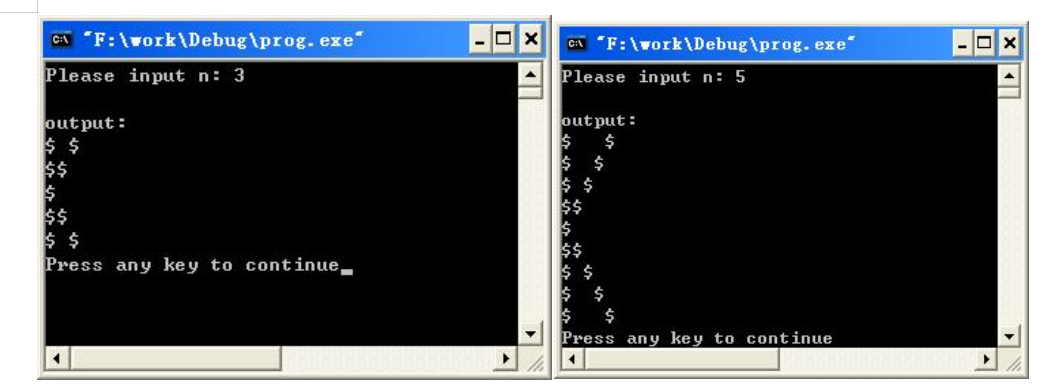 "F:\work\Debug\prog.exe"
Please input n: 3
output:
$ $
$$
$
$$
$ $
Press any key to continue_
"F:\work\Debug\prog.exe"
Please input n: 5
output:
$   $
$  $
$ $
$$
$
$$
$ $
$  $
$   $
Press any key to continue